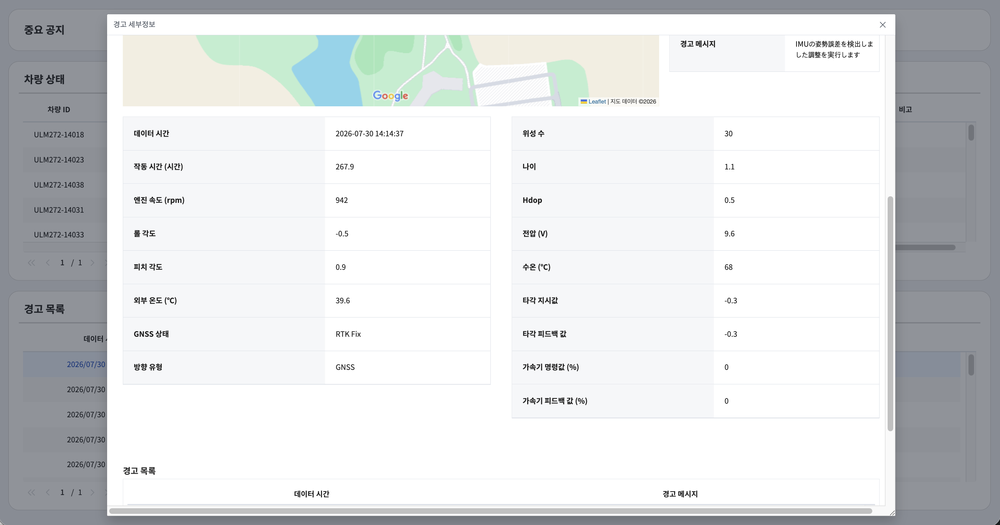 중요 공지
차량 상태
차량 ID
비고
ULM272-14018
ULM272-14023
ULM272-14038
ULM272-14031
ULM272-14033
1 / 1
경고 목록
데이터
2026/07/30
2026/07/30
2026/07/30
2026/07/30
2026/07/30
1 / 1
경고 세부정보
Google
Leaflet | 지도 데이터 ©2026
경고 메시지
IMUの姿勢誤差を検出しま
した調整を実行します
데이터 시간 2026-07-30 14:14:37
작동 시간 (시간) 267.9
엔진 속도 (rpm) 942
롤 각도 -0.5
피치 각도 0.9
외부 온도 (℃) 39.6
GNSS 상태 RTK Fix
방향 유형 GNSS
위성 수 30
나이 1.1
Hdop 0.5
전압 (V) 9.6
수온 (℃) 68
타각 지시값 -0.3
타각 피드백 값 -0.3
가속기 명령값 (%) 0
가속기 피드백 값 (%) 0
경고 목록
데이터 시간 경고 메시지